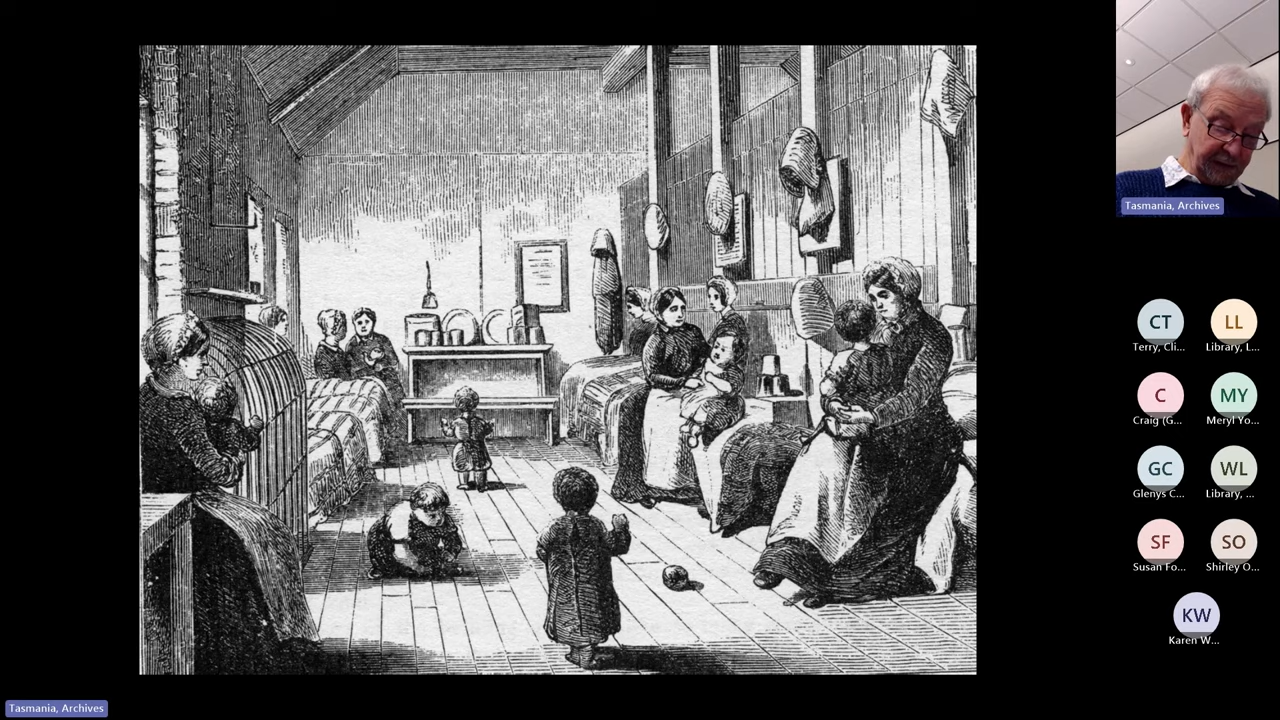 Tasmania, Archives
CT
Terry, Cli...
LL
Library, L...
C
Craig (G...
MY
Meryl Yo...
GC
Glenys C...
WL
Library, ...
SF
Susan Fo...
SO
Shirley O...
KW
Karen W...
Tasmania, Archives